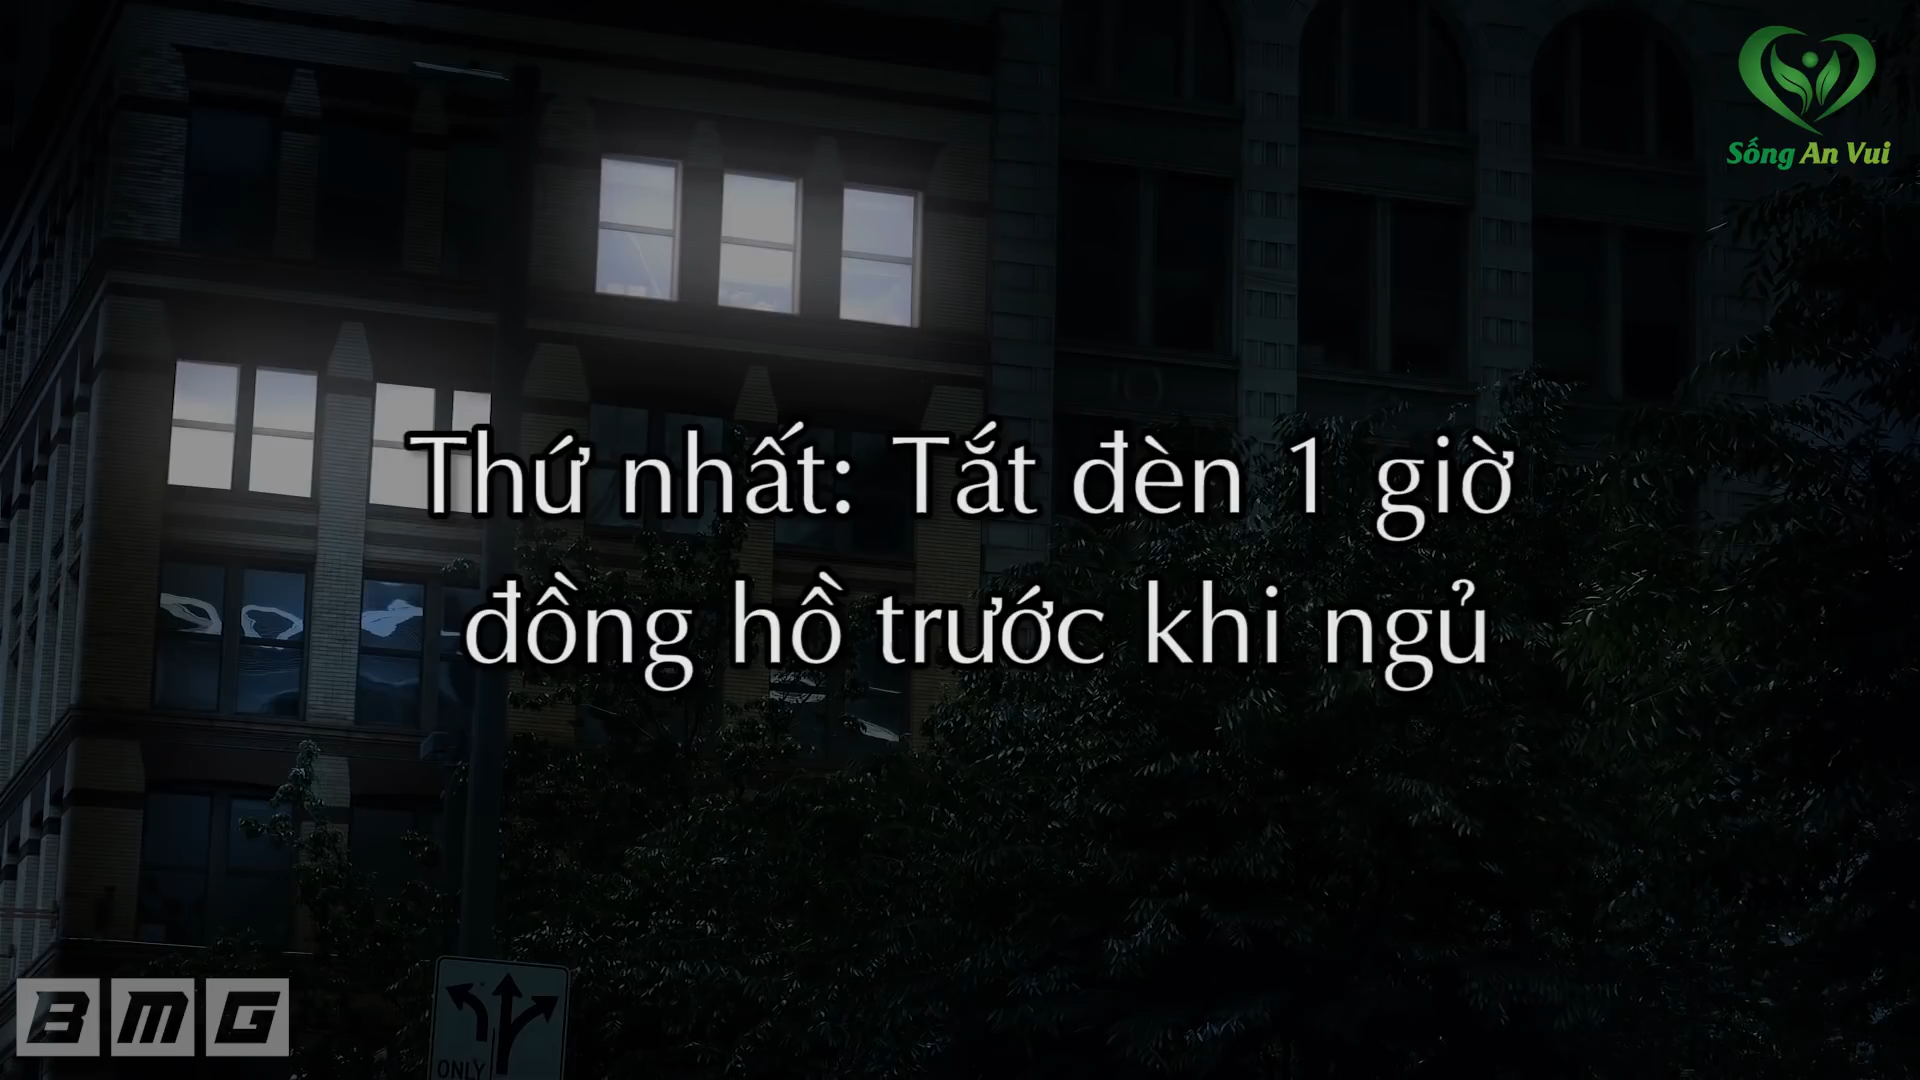 Sống An Vui
Thứ nhất: Tắt đèn 1 giờ
đồng hồ trước khi ngủ
BMG
ONLY